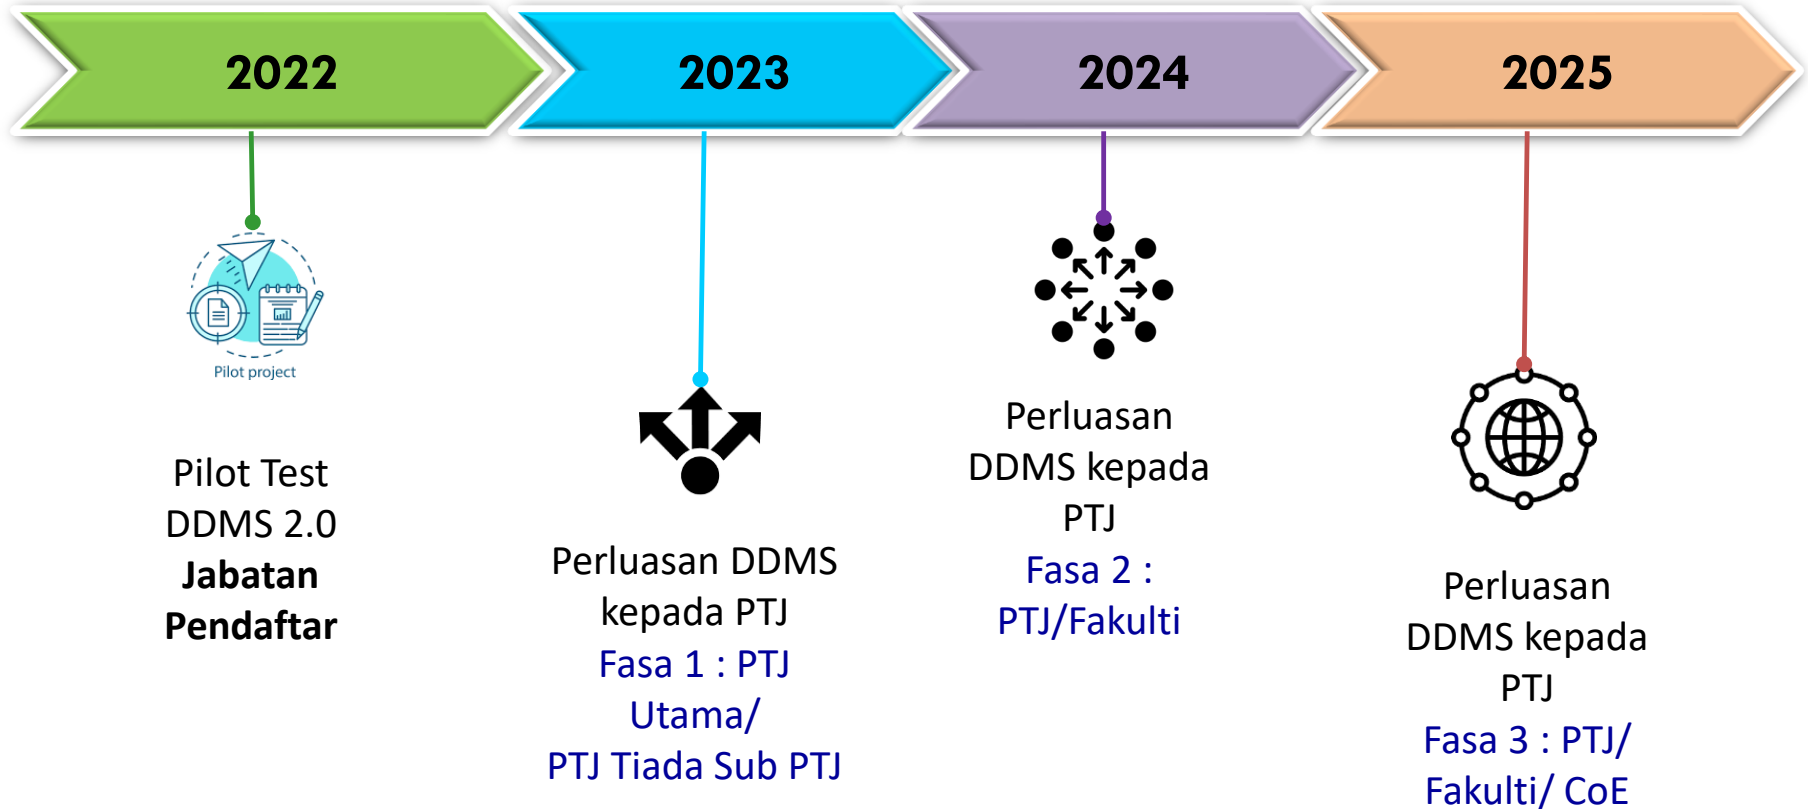 2022
2023
2024
2025
Pilot project
Pilot Test
DDMS 2.0
Jabatan
Pendaftar
Perluasan DDMS
kepada PTJ
Fasa 1 : PTJ
Utama/
PTJ Tiada Sub PTJ
Perluasan
DDMS kepada
PTJ
Fasa 2 :
PTJ/Fakulti
Perluasan
DDMS kepada
PTJ
Fasa 3 : PTJ/
Fakulti/ CoE